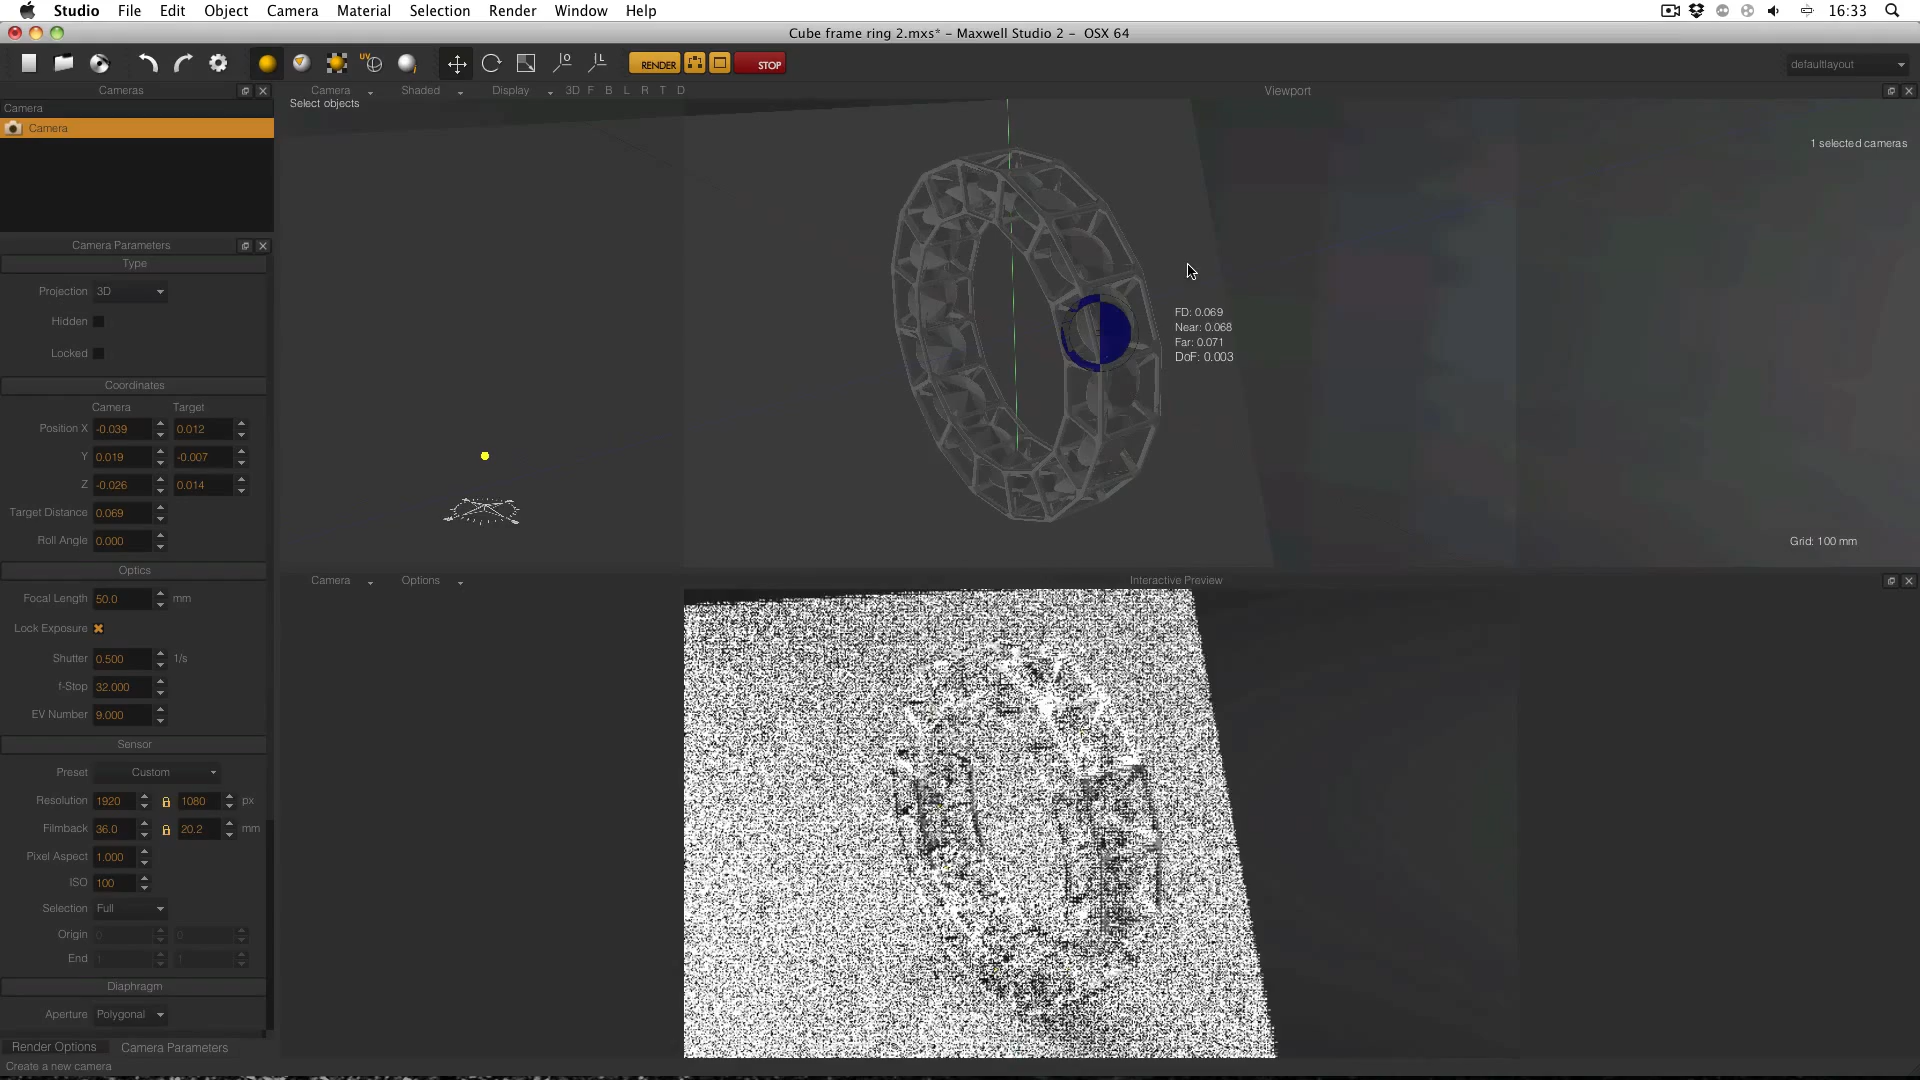 Studio File Edit Object Camera Material Selection Render Window Help 16:33
Cube frame ring 2.mxs* - Maxwell Studio 2 - OSX 64
RENDER STOP defaultlayout
Cameras
Camera
Camera
Camera Shaded Display 3D F B L R T D Viewport
Select objects
1 selected cameras
FD: 0.069
Near: 0.068
Far: 0.071
DoF: 0.003
Grid: 100 mm
Camera Parameters
Type
Projection 3D
Hidden
Locked
Coordinates
Camera Target
Position X -0.039 0.012
Y 0.019 -0.007
Z -0.026 0.014
Target Distance 0.069
Roll Angle 0.000
Optics
Focal Length 50.0 mm
Lock Exposure
Shutter 0.500 1/s
f-Stop 32.000
EV Number 9.000
Sensor
Preset Custom
Resolution 1920 1080 px
Filmback 36.0 20.2 mm
Pixel Aspect 1.000
ISO 100
Selection Full
Origin 0 0
End 1 1
Diaphragm
Aperture Polygonal
Render Options Camera Parameters
Create a new camera
Camera Options Interactive Preview